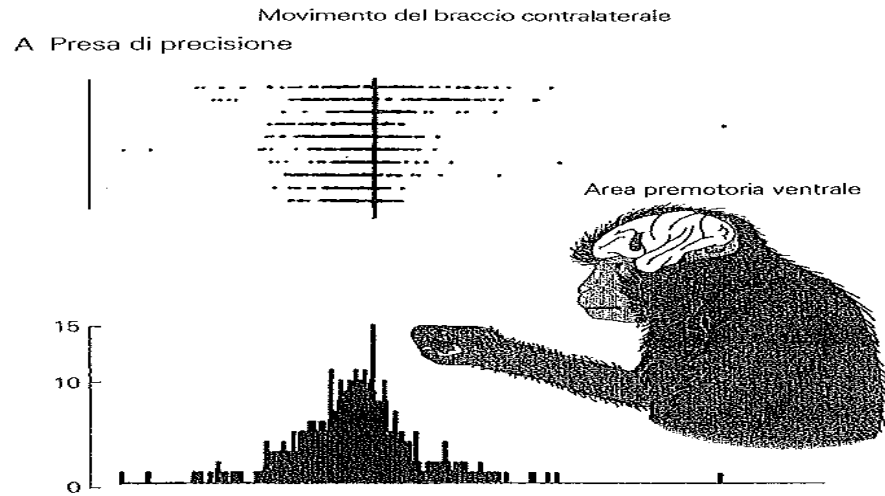 Movimento del braccio contralaterale
A Presa di precisione
Area premotoria ventrale
15
10
0